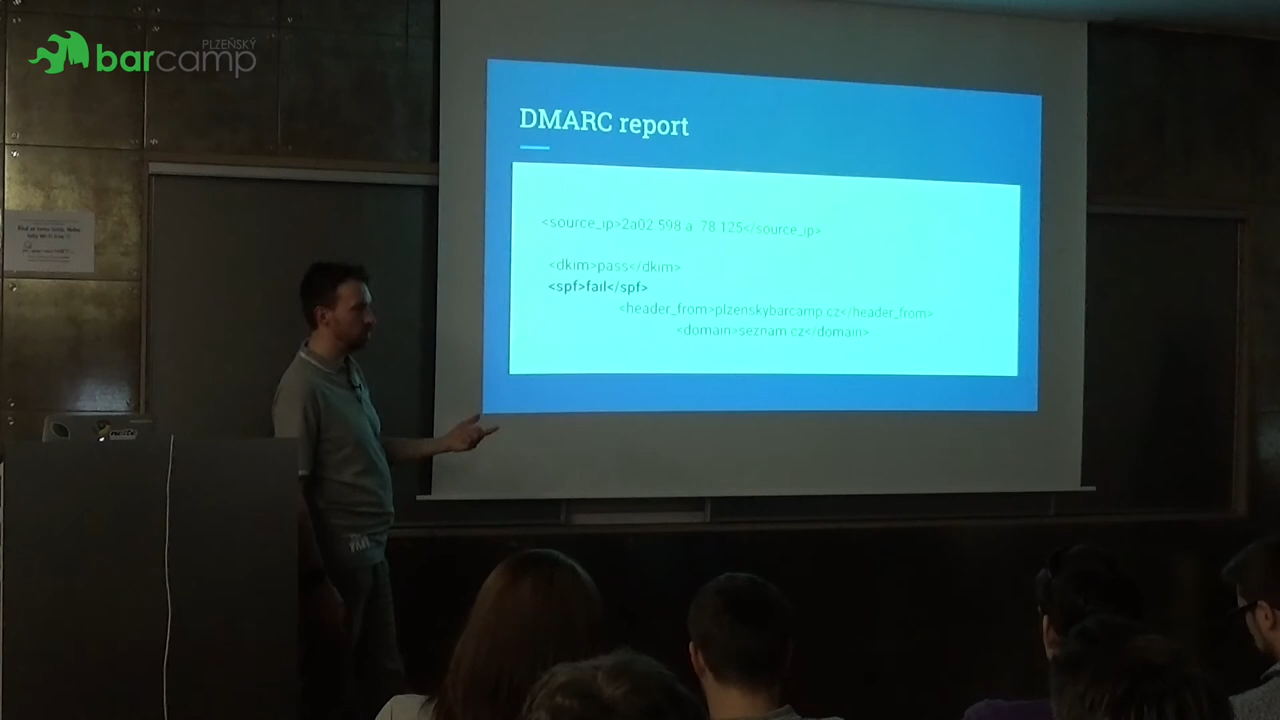 PLZEŇSKÝ
barcamp
DMARC report
<source_ip>2a02:598:a::78:125</source_ip>
<dkim>pass</dkim>
<spf>fail</spf>
<header_from>plzenskybarcamp.cz</header_from>
<domain>seznam.cz</domain>